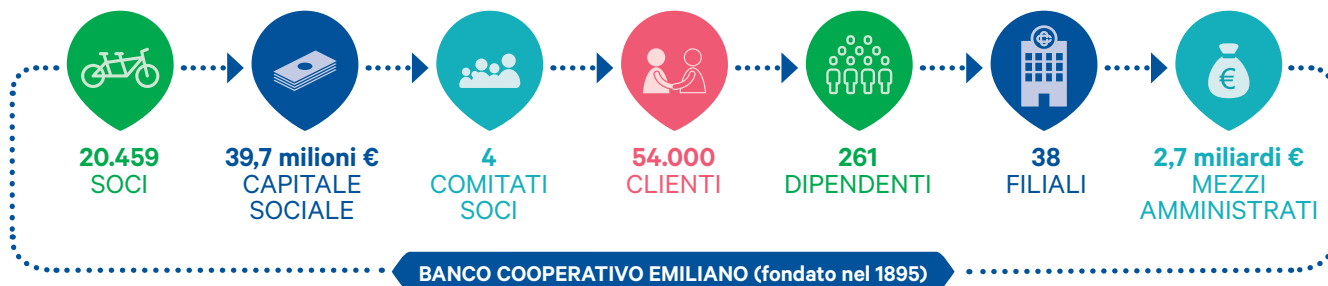 20.459
SOCI
39,7 milioni €
CAPITALE
SOCIALE
4
COMITATI
SOCI
54.000
CLIENTI
261
DIPENDENTI
38
FILIALI
€
2,7 miliardi €
MEZZI
AMMINISTRATI
BANCO COOPERATIVO EMILIANO (fondato nel 1895)